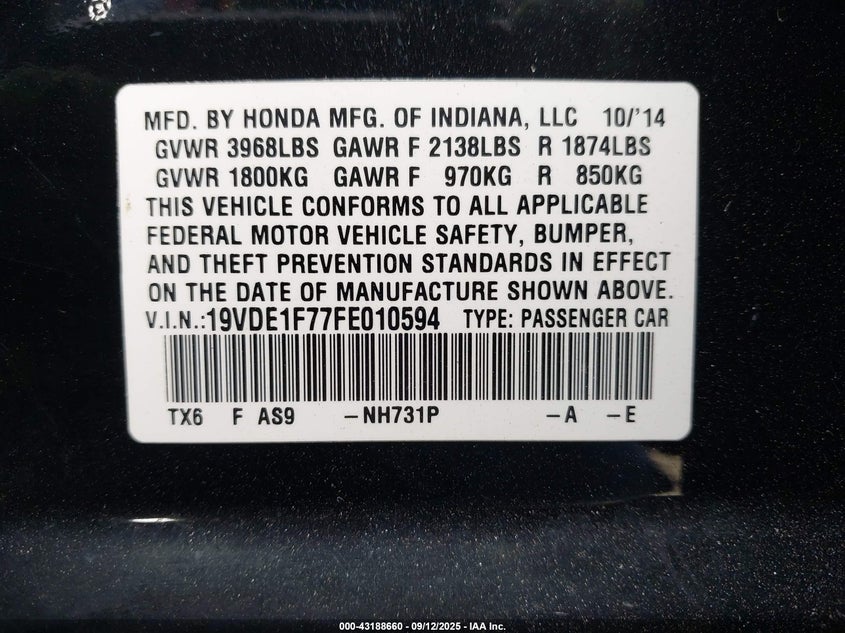 MFD. BY HONDA MFG. OF INDIANA, LLC 10/'14
GVWR 3968LBS GAWR F 2138LBS R 1874LBS
GVWR 1800KG GAWR F 970KG R 850KG
THIS VEHICLE CONFORMS TO ALL APPLICABLE
FEDERAL MOTOR VEHICLE SAFETY, BUMPER,
AND THEFT PREVENTION STANDARDS IN EFFECT
ON THE DATE OF MANUFACTURE SHOWN ABOVE.
V.I.N.:19VDE1F77FE010594 TYPE: PASSENGER CAR
TX6 F AS9 –NH731P –A –E
000-43188660 - 09/12/2025 - IAA Inc.